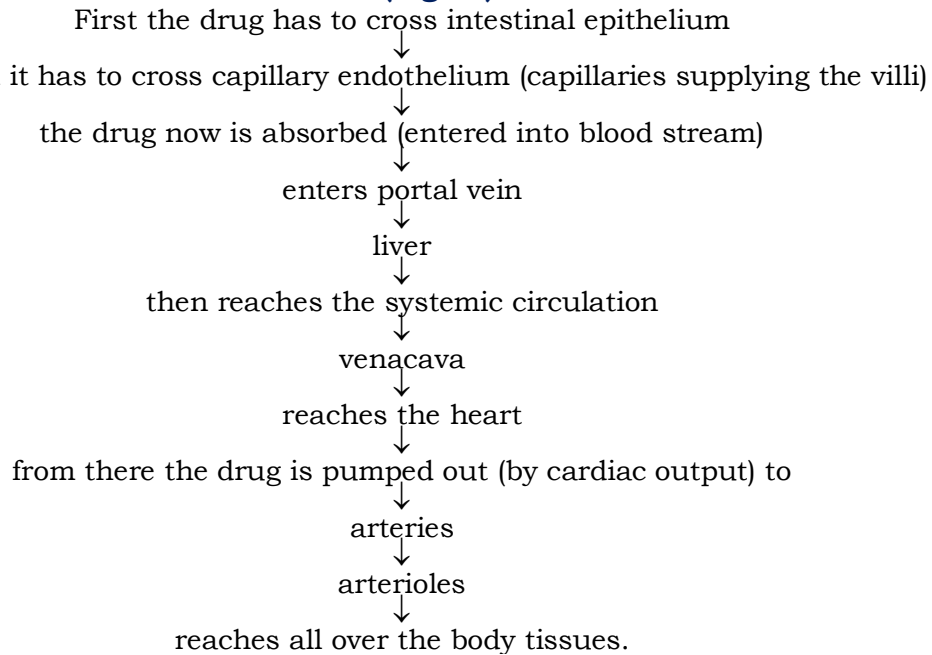 First the drug has to cross intestinal epithelium
↓
it has to cross capillary endothelium (capillaries supplying the villi)
↓
the drug now is absorbed (entered into blood stream)
↓
enters portal vein
↓
liver
↓
then reaches the systemic circulation
↓
venacava
↓
reaches the heart
↓
from there the drug is pumped out (by cardiac output) to
↓
arteries
↓
arterioles
↓
reaches all over the body tissues.